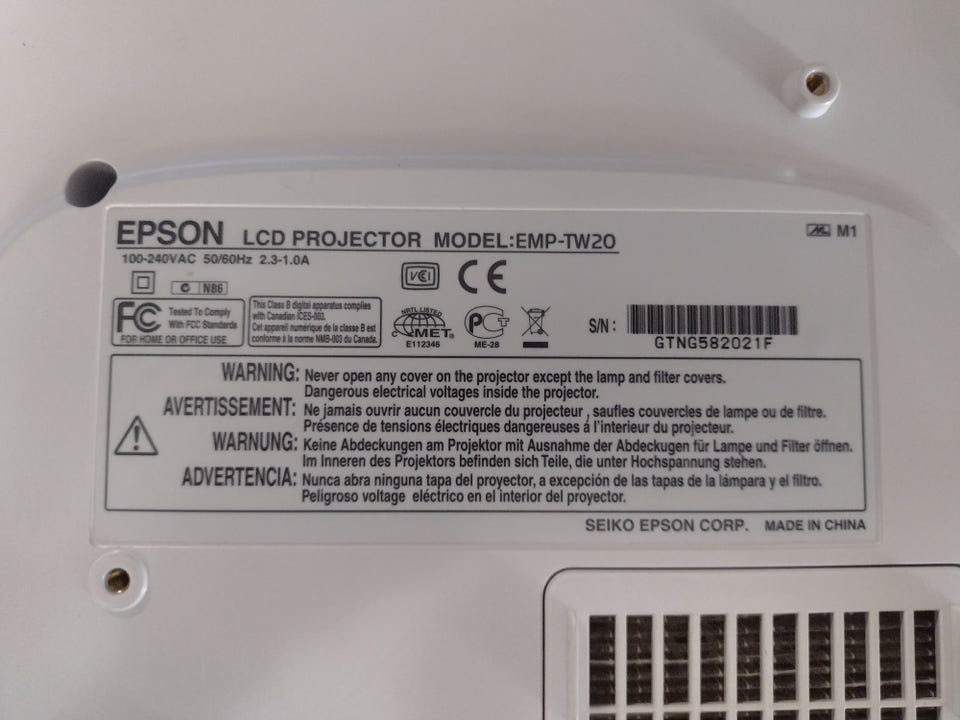 EPSON LCD PROJECTOR MODEL:EMP-TW20
M1
100-240VAC 50/60Hz 2.3-1.0A
VCI CE
N86
FC Tested To Comply
With FCC Standards
FOR HOME OR OFFICE USE
This Class B digital apparatus complies
with Canadian ICES-003.
Cet appareil numérique de la classe B est
conforme à la norme NMB-003 du Canada.
NRTL LISTED
C MET
E112346
PCT
ME-28
S/N :
GTNG582021F
WARNING: Never open any cover on the projector except the lamp and filter covers.
Dangerous electrical voltages inside the projector.
AVERTISSEMENT: Ne jamais ouvrir aucun couvercle du projecteur , saufles couvercles de lampe ou de filtre.
Présence de tensions électriques dangereuses á l'interieur du projecteur.
WARNUNG: Keine Abdeckungen am Projektor mit Ausnahme der Abdeckugen für Lampe und Filter öffnen.
Im Inneren des Projektors befinden sich Teile, die unter Hochspannung stehen.
ADVERTENCIA: Nunca abra ninguna tapa del proyector, a excepción de las tapas de la lámpara y el filtro.
Peligroso voltage eléctrico en el interior del proyector.
SEIKO EPSON CORP. MADE IN CHINA